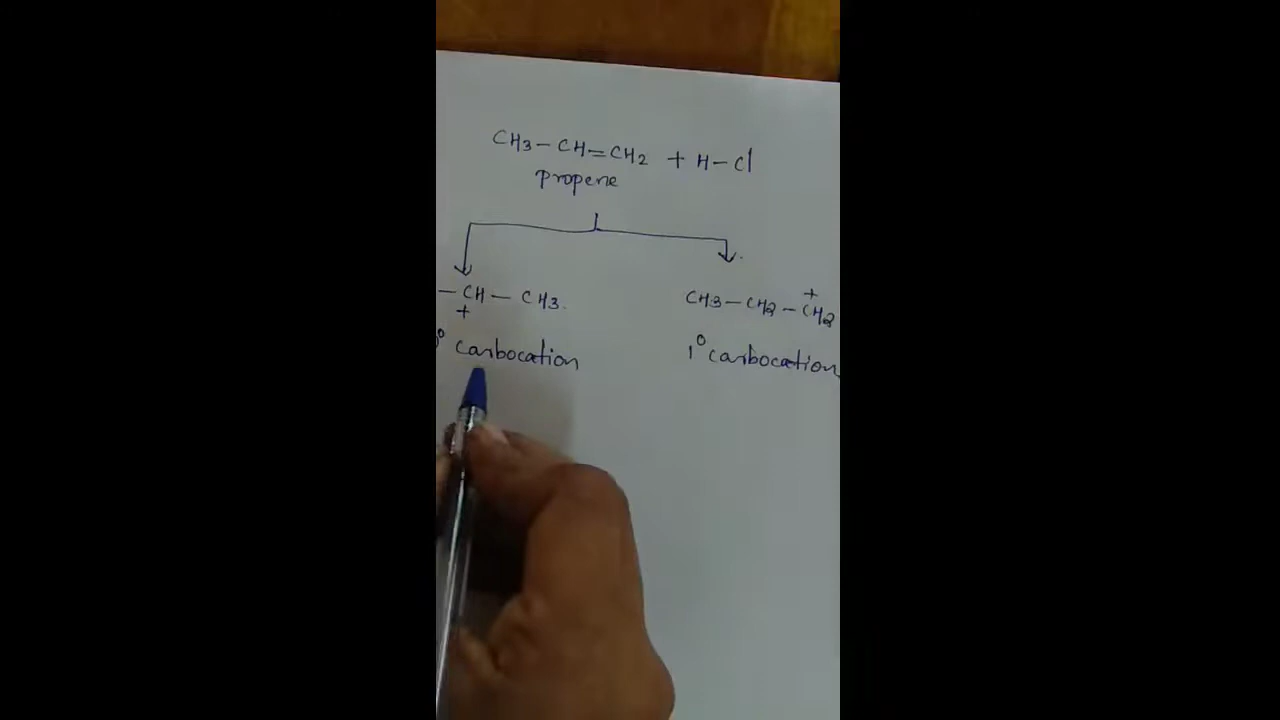 CH3 – CH = CH2 + H – Cl
propene
– CH – CH3.
+
CH3 – CH2 – CH2
+
carbocation
1° carbocation